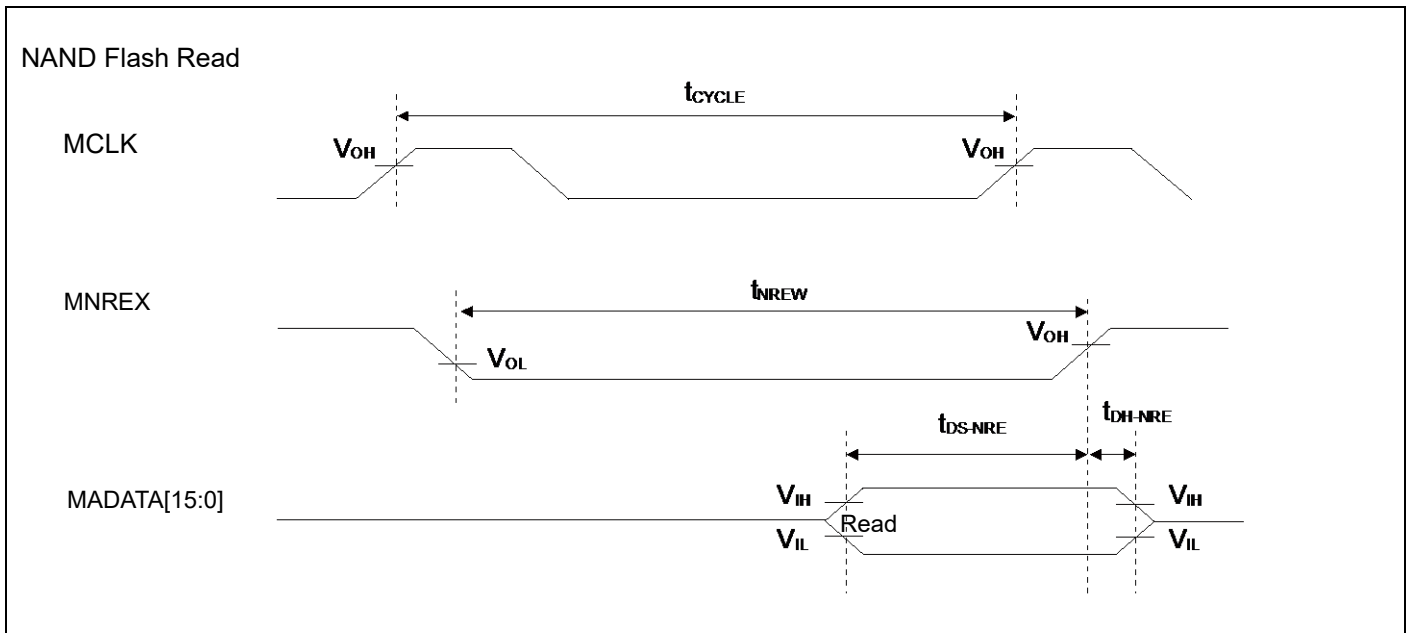 NAND Flash Read
tCYCLE
MCLK
VOH
VOH
tNREW
MNREX
VOH
VOL
tDS-NRE
tDH-NRE
MADATA[15:0]
VIH
VIH
Read
VIL
VIL